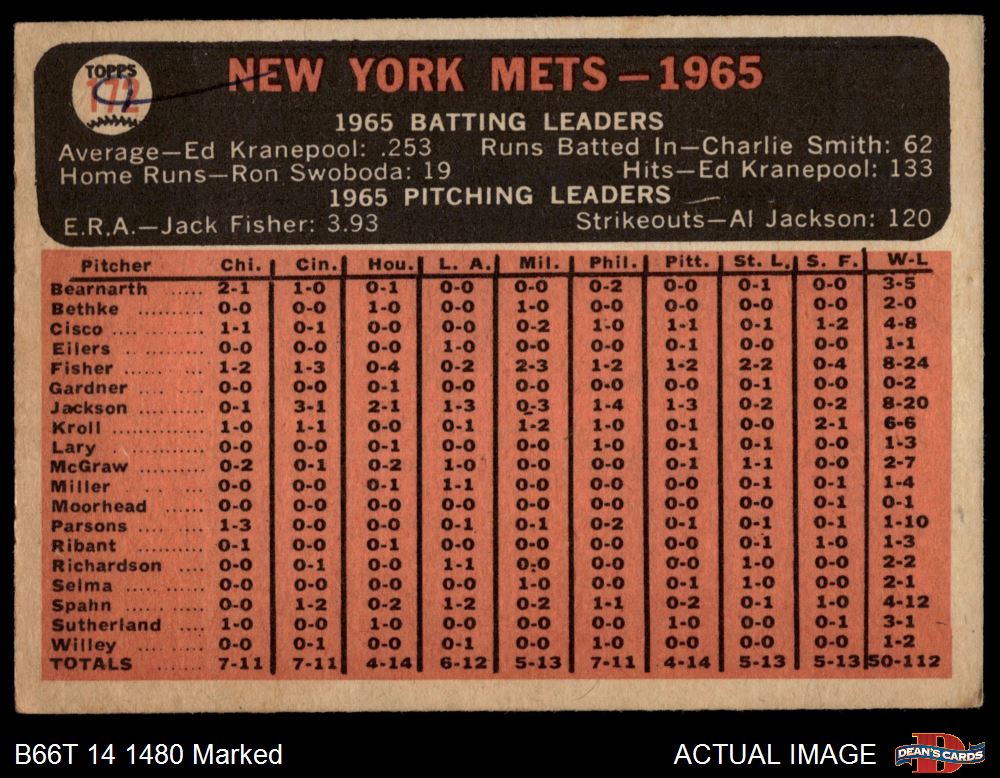 TOPPS
172
NEW YORK METS—1965
1965 BATTING LEADERS
Average—Ed Kranepool: .253 Runs Batted In—Charlie Smith: 62
Home Runs—Ron Swoboda: 19 Hits—Ed Kranepool: 133
1965 PITCHING LEADERS
E.R.A.—Jack Fisher: 3.93 Strikeouts—Al Jackson: 120
Pitcher Chi. Cin. Hou. L. A. Mil. Phil. Pitt. St. L. S. F. W-L
Bearnarth ..... 2-1 1-0 0-1 0-0 0-0 0-2 0-0 0-1 0-0 3-5
Bethke .......... 0-0 0-0 1-0 0-0 1-0 0-0 0-0 0-0 0-0 2-0
Cisco ............. 1-1 0-1 0-0 0-0 0-2 1-0 1-1 0-1 1-2 4-8
Eilers ............ 0-0 0-0 0-0 1-0 0-0 0-0 0-1 0-0 0-0 1-1
Fisher ........... 1-2 1-3 0-4 0-2 2-3 1-2 1-2 2-2 0-4 8-24
Gardner ......... 0-0 0-1 0-0 0-0 0-0 0-0 0-0 0-1 0-0 0-2
Jackson ......... 0-1 3-1 2-1 1-3 0-3 1-4 1-3 0-2 0-2 8-20
Kroll ............. 1-0 1-1 0-0 0-1 1-2 1-0 0-1 0-0 2-1 6-6
Lary .............. 0-0 0-0 0-1 0-0 0-0 1-0 0-1 0-1 0-0 1-3
McGraw ......... 0-2 0-1 0-2 1-0 0-0 0-0 0-1 1-1 0-0 2-7
Miller ............ 0-0 0-0 0-1 1-1 0-0 0-1 0-0 0-0 0-1 1-4
Moorhead ...... 0-0 0-0 0-0 0-0 0-0 0-0 0-0 0-0 0-1 0-1
Parsons ......... 1-3 0-0 0-0 0-1 0-1 0-2 0-1 0-1 0-1 1-10
Ribant .......... 0-1 0-0 0-1 0-0 0-0 0-0 0-0 0-1 1-0 1-3
Richardson .... 0-0 0-1 0-0 1-1 0-0 0-0 0-0 1-0 0-0 2-2
Selma ........... 0-0 0-0 0-0 0-0 1-0 0-0 0-1 1-0 0-0 2-1
Spahn ........... 0-0 1-2 0-2 1-2 0-2 1-1 0-2 0-1 1-0 4-12
Sutherland .... 1-0 0-0 1-0 0-0 0-0 0-0 1-0 0-0 0-1 3-1
Willey ........... 0-0 0-1 0-0 0-1 0-0 1-0 0-0 0-0 0-0 1-2
TOTALS ....... 7-11 7-11 4-14 6-12 5-13 7-11 4-14 5-13 5-13 50-112
B66T 14 1480 Marked ACTUAL IMAGE DEAN'S CARDS